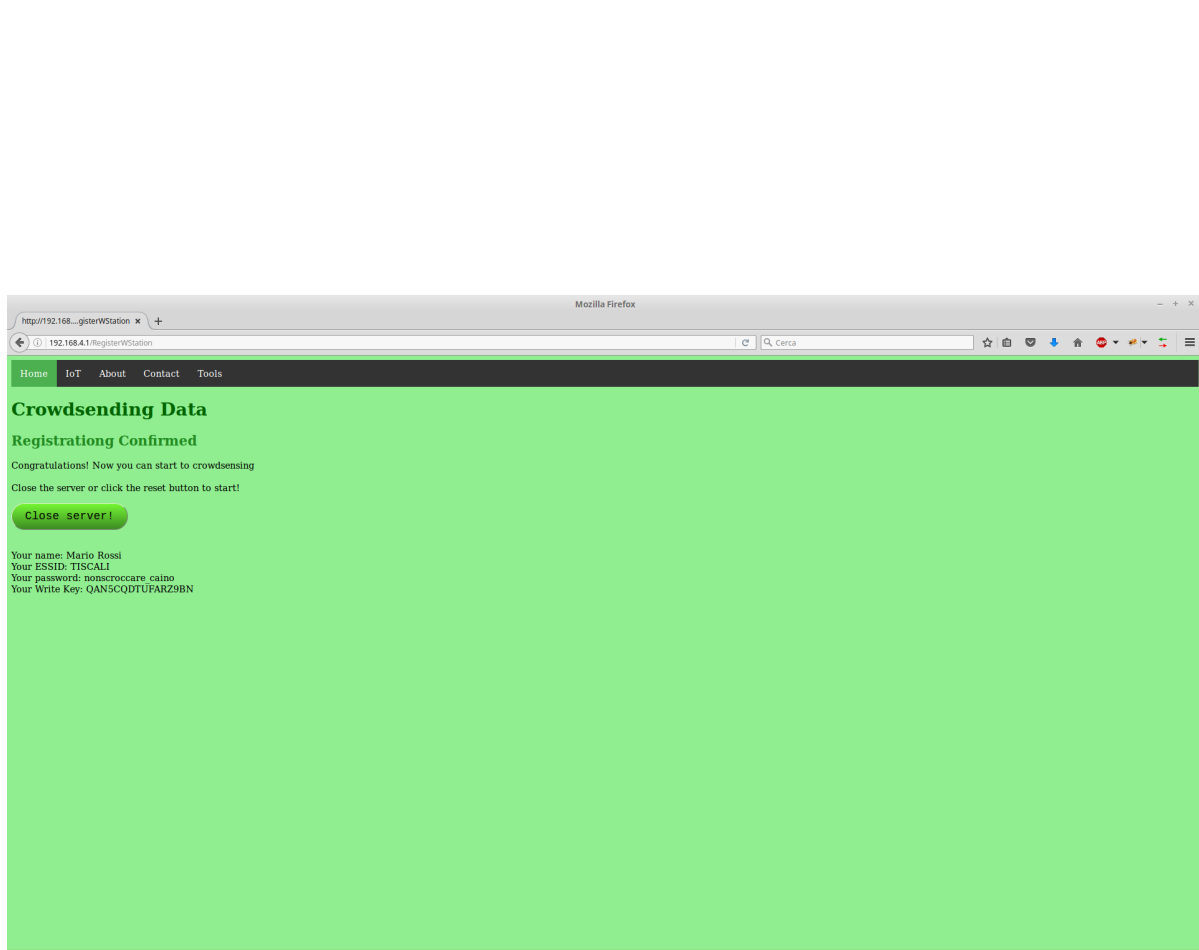 Mozilla Firefox
http://192.168....gisterWStation
192.168.4.1/RegisterWStation
Cerca
ABP
Home IoT About Contact Tools
Crowdsending Data
Registrationg Confirmed
Congratulations! Now you can start to crowdsensing
Close the server or click the reset button to start!
Close server!
Your name: Mario Rossi
Your ESSID: TISCALI
Your password: nonscroccare_caino
Your Write Key: QAN5CQDTUFARZ9BN